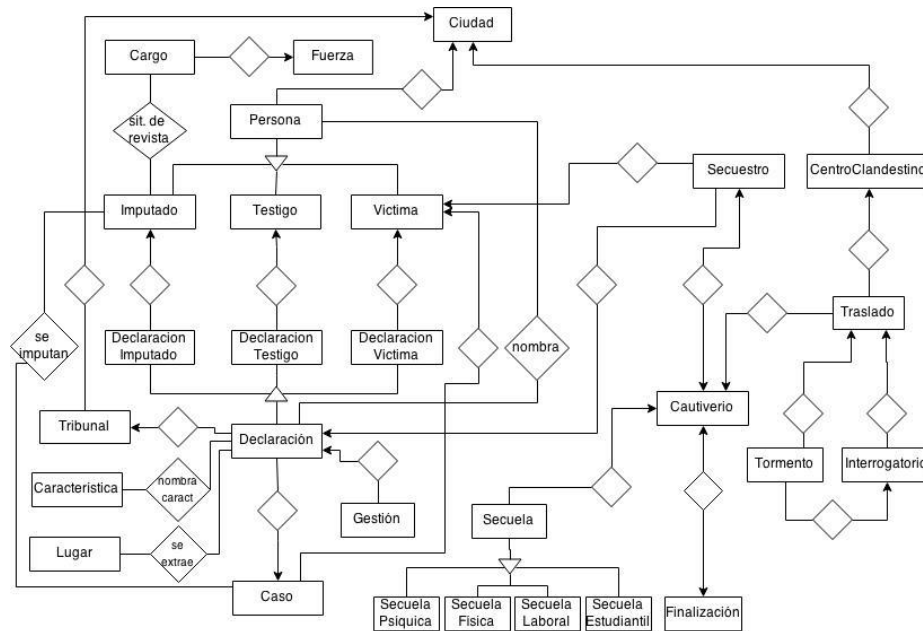 Ciudad
Cargo
Fuerza
sit. de
revista
Persona
Secuestro
CentroClandestino
Imputado
Testigo
Victima
Traslado
se
imputan
Declaracion
Imputado
Declaracion
Testigo
Declaracion
Victima
nombra
Cautiverio
Tribunal
Declaración
Tormento
Interrogatorio
Característica
nombra
caract
Gestión
Secuela
Lugar
se
extrae
Caso
Secuela
Psiquica
Secuela
Fisica
Secuela
Laboral
Secuela
Estudiantil
Finalización